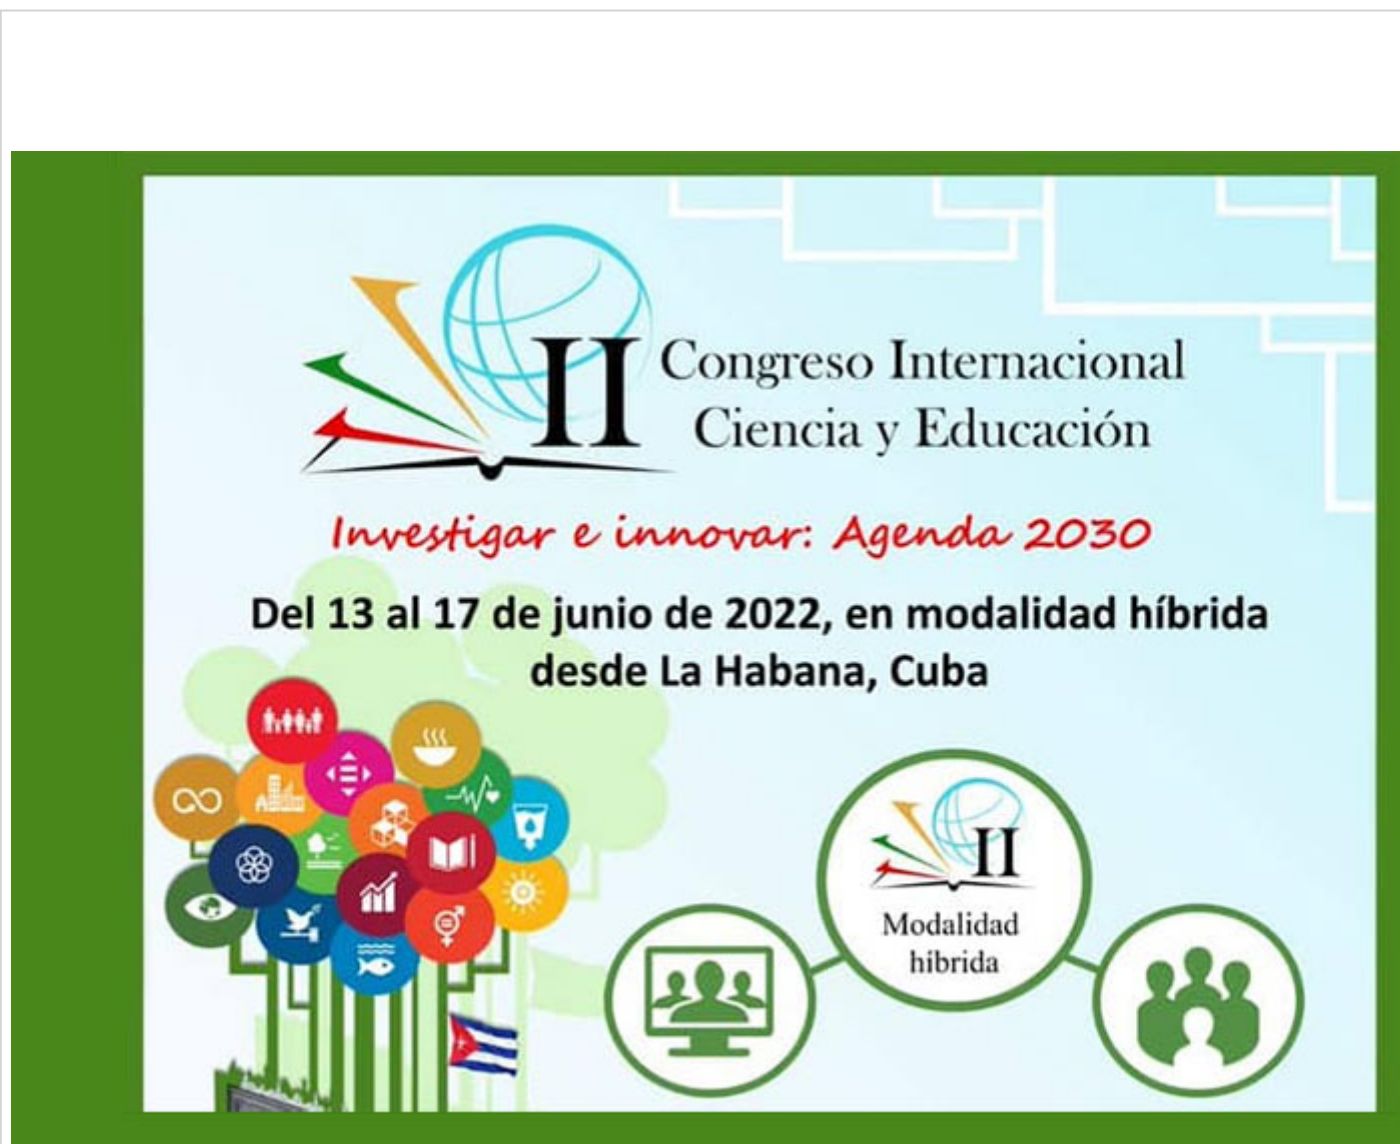 II
Congreso Internacional
Ciencia y Educación
Investigar e innovar: Agenda 2030
Del 13 al 17 de junio de 2022, en modalidad híbrida
desde La Habana, Cuba
II
Modalidad
híbrida